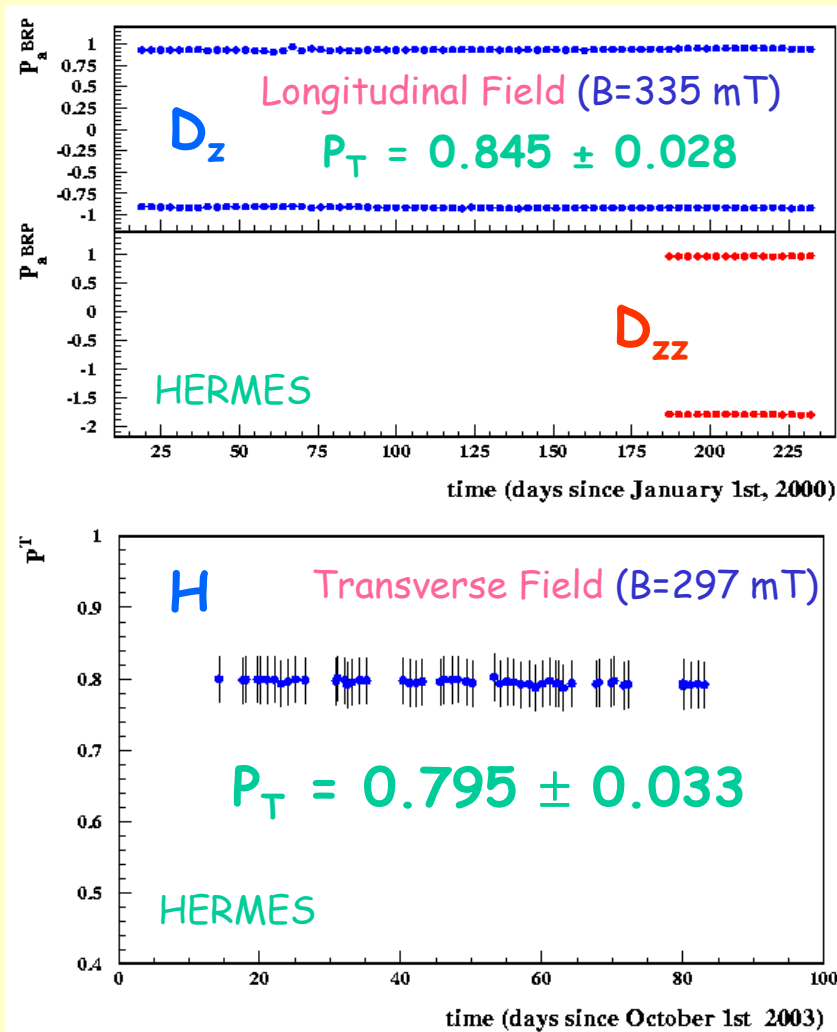 P_a^BRP
1
0.75
0.5
0.25
0
-0.25
-0.5
-0.75
-1
Longitudinal Field (B=335 mT)
D_z
P_T = 0.845 ± 0.028
P_a^BRP
1
0.5
0
-0.5
-1
-1.5
-2
D_zz
HERMES
25 50 75 100 125 150 175 200 225
time (days since January 1st, 2000)
P^T
1
0.9
0.8
0.7
0.6
0.5
0.4
H
Transverse Field (B=297 mT)
P_T = 0.795 ± 0.033
HERMES
0 20 40 60 80 100
time (days since October 1st 2003)